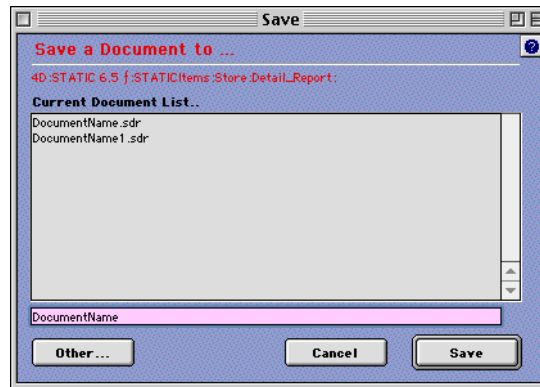 Save
Save a Document to ...
4D:STATIC 6.5 ƒ:STATICItems:Store:Detail_Report:
Current Document List..
DocumentName.sdr
DocumentName1.sdr
DocumentName
Other... Cancel Save